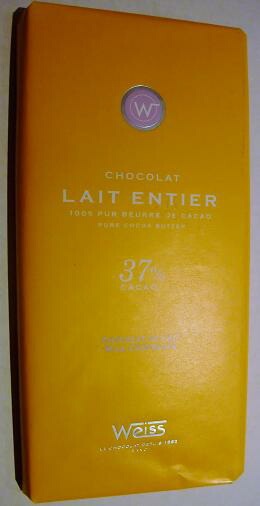 W
CHOCOLAT
LAIT ENTIER
100% PUR BEURRE DE CACAO
PURE COCOA BUTTER
37%
CACAO
Weiss